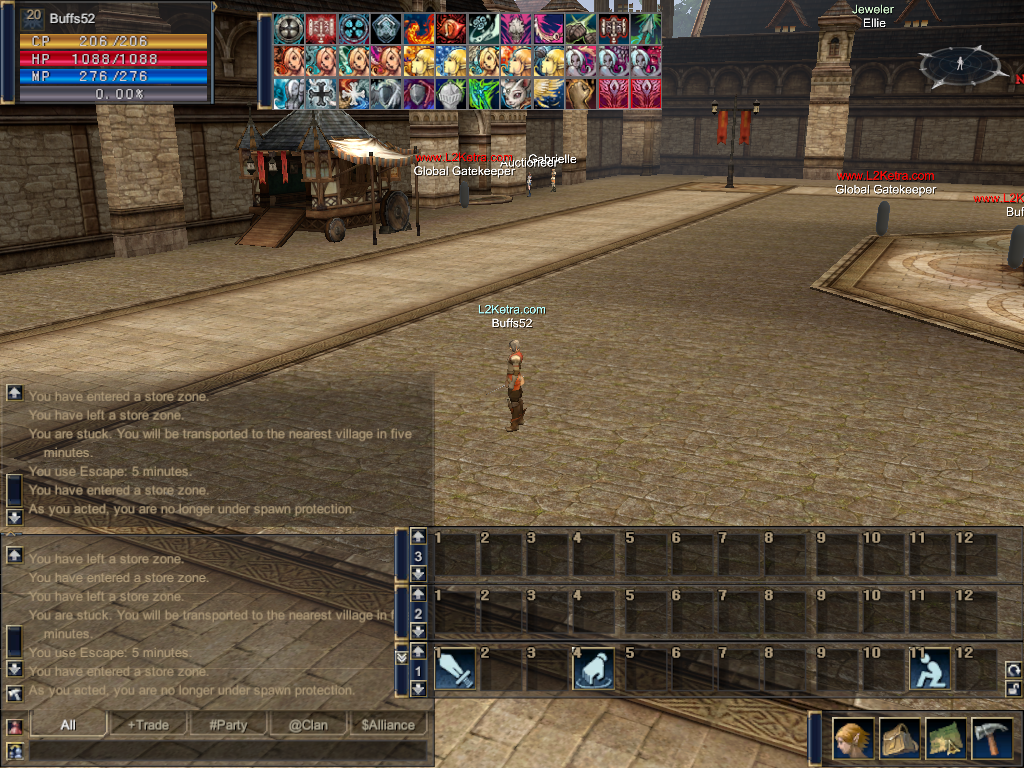 20 Buffs52
CP 206/206
HP 1088/1088
MP 276/276
0.00%
Jeweler
Ellie
N
www.L2Ketra.com
Global Gatekeeper
Auctioneer
Gabrielle
www.L2Ketra.com
Global Gatekeeper
www.L2K
Buf
L2Ketra.com
Buffs52
You have entered a store zone.
You have left a store zone.
You are stuck. You will be transported to the nearest village in five
minutes.
You use Escape: 5 minutes.
You have entered a store zone.
As you acted, you are no longer under spawn protection.
You have left a store zone.
You have entered a store zone.
You have left a store zone.
You are stuck. You will be transported to the nearest village in f
minutes.
You use Escape: 5 minutes.
You have entered a store zone.
As you acted, you are no longer under spawn protection.
All +Trade #Party @Clan $Alliance
3 1 2 3 4 5 6 7 8 9 10 11 12
2 1 2 3 4 5 6 7 8 9 10 11 12
1 1 2 3 4 5 6 7 8 9 10 11 12